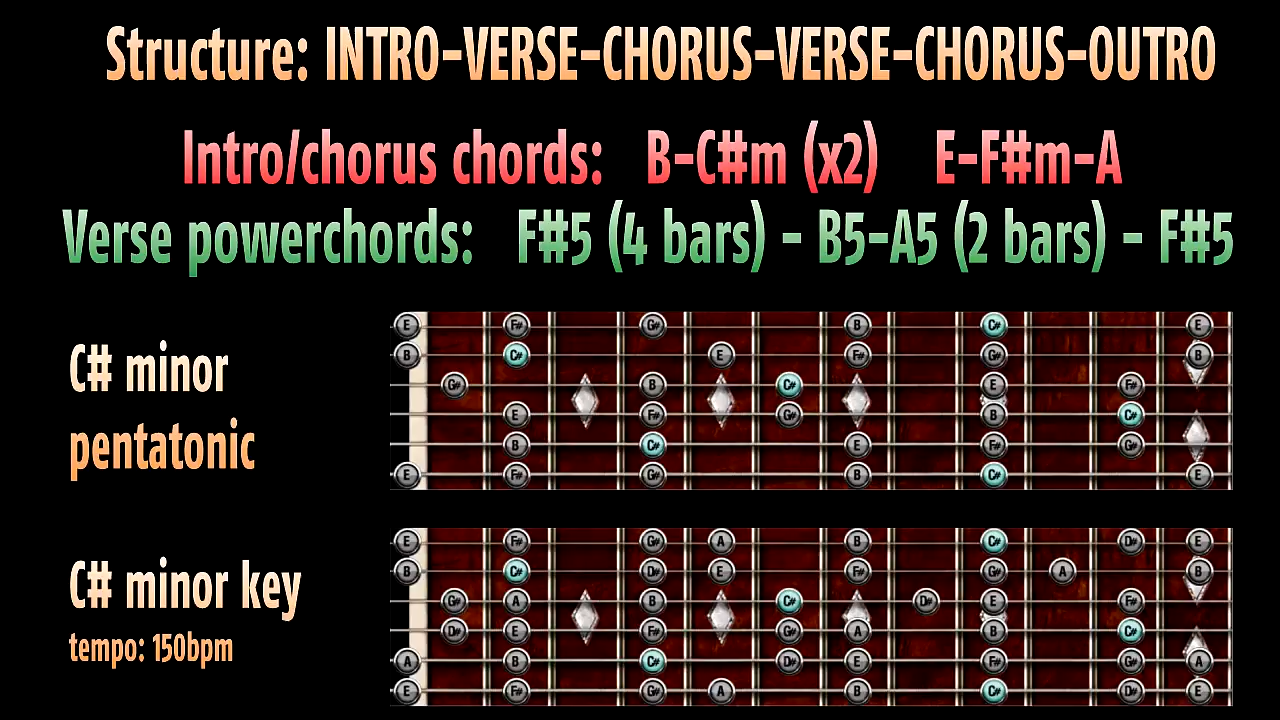 Structure: INTRO-VERSE-CHORUS-VERSE-CHORUS-OUTRO
Intro/chorus chords: B-C#m (x2) E-F#m-A
Verse powerchords: F#5 (4 bars) - B5-A5 (2 bars) - F#5
C# minor
pentatonic
E F# G# B C# E
B C# E F# G# B
G# B C# E F#
E F# G# B C#
B C# E F# G#
E F# G# B C# E
C# minor key
tempo: 150bpm
E F# G# A B C# D# E
B C# D# E F# G# A B
G# A B C# D# E F#
D# E F# G# A B C#
A B C# D# E F# G# A
E F# G# A B C# D# E